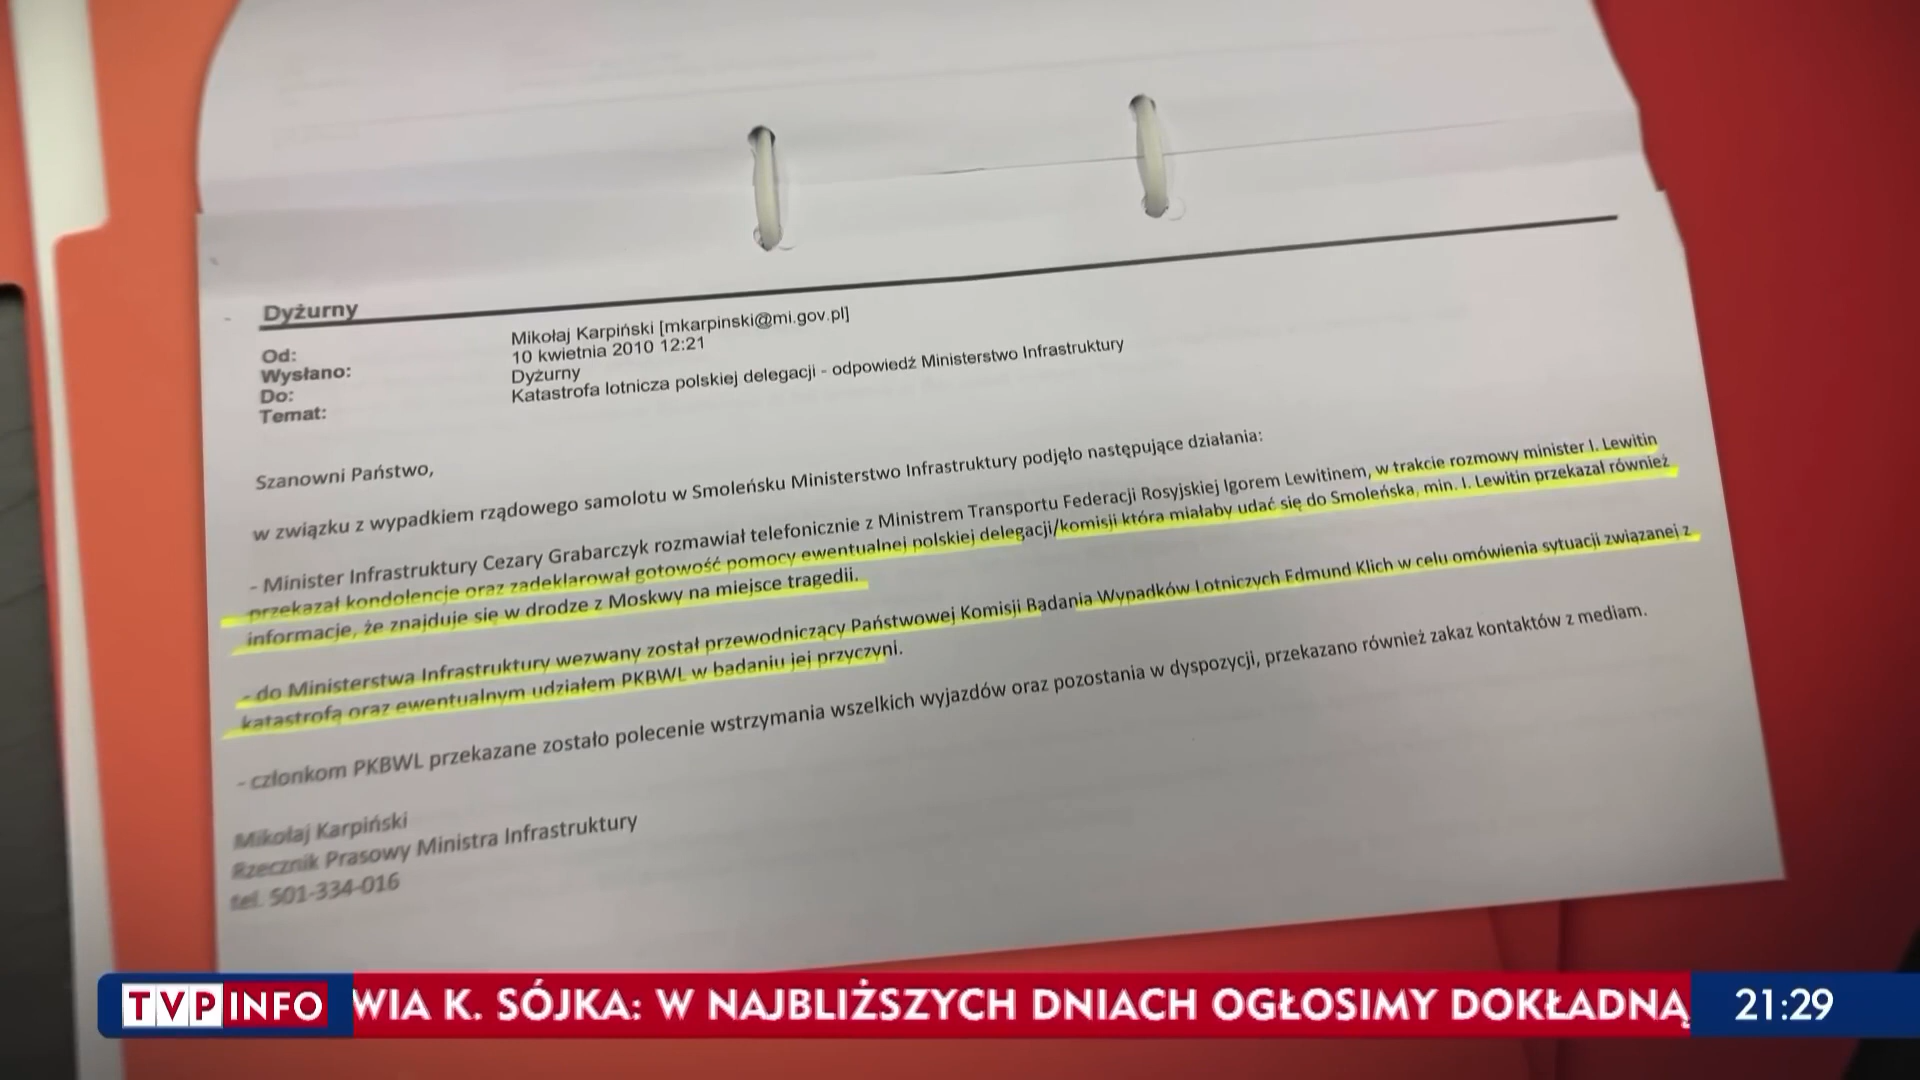 Dyżurny
Od: Mikołaj Karpiński [mkarpinski@mi.gov.pl]
Wysłano: 10 kwietnia 2010 12:21
Do: Dyżurny
Temat: Katastrofa lotnicza polskiej delegacji - odpowiedź Ministerstwo Infrastruktury
Szanowni Państwo,
w związku z wypadkiem rządowego samolotu w Smoleńsku Ministerstwo Infrastruktury podjęło następujące działania:
- Minister Infrastruktury Cezary Grabarczyk rozmawiał telefonicznie z Ministrem Transportu Federacji Rosyjskiej Igorem Lewitinem, w trakcie rozmowy minister I. Lewitin
przekazał kondolencje oraz zadeklarował gotowość pomocy ewentualnej polskiej delegacji/komisji która miałaby udać się do Smoleńska, min. I. Lewitin przekazał również
informacje, że znajduje się w drodze z Moskwy na miejsce tragedii.
- do Ministerstwa Infrastruktury wezwany został przewodniczący Państwowej Komisji Badania Wypadków Lotniczych Edmund Klich w celu omówienia sytuacji związanej z
katastrofą oraz ewentualnym udziałem PKBWL w badaniu jej przyczyni.
- członkom PKBWL przekazane zostało polecenie wstrzymania wszelkich wyjazdów oraz pozostania w dyspozycji, przekazano również zakaz kontaktów z mediam.
Mikołaj Karpiński
Rzecznik Prasowy Ministra Infrastruktury
tel. 501-334-016
TVP INFO WIA K. SÓJKA: W NAJBLIŻSZYCH DNIACH OGŁOSIMY DOKŁADNĄ 21:29